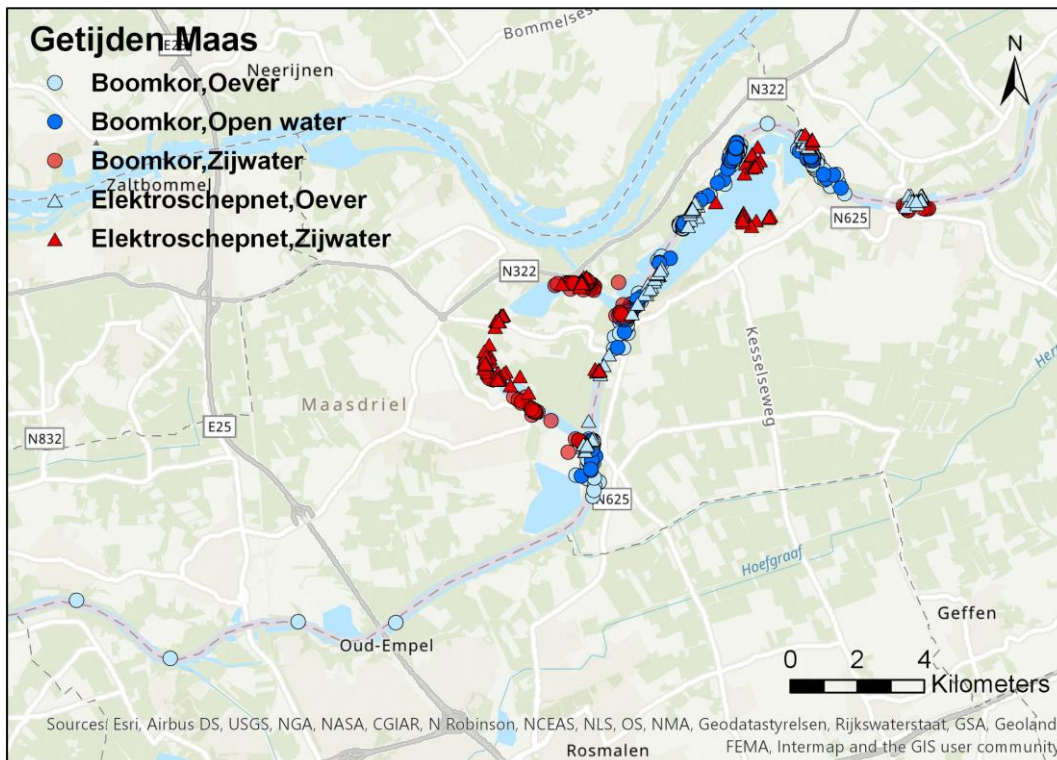 Getijden Maas
Boomkor,Oever
Boomkor,Open water
Boomkor,Zijwater
Elektroschepnet,Oever
Elektroschepnet,Zijwater
Neerijnen
Zaltbommel
N
N322
N625
N322
Kesselseweg
Maasdriel
N832
E25
N625
Hoefgraaf
Geffen
Oud-Empel
0 2 4
Kilometers
Sources: Esri, Airbus DS, USGS, NGA, NASA, CGIAR, N Robinson, NCEAS, NLS, OS, NMA, Geodatastyrelsen, Rijkswaterstaat, GSA, Geoland,
FEMA, Intermap and the GIS user community
Rosmalen